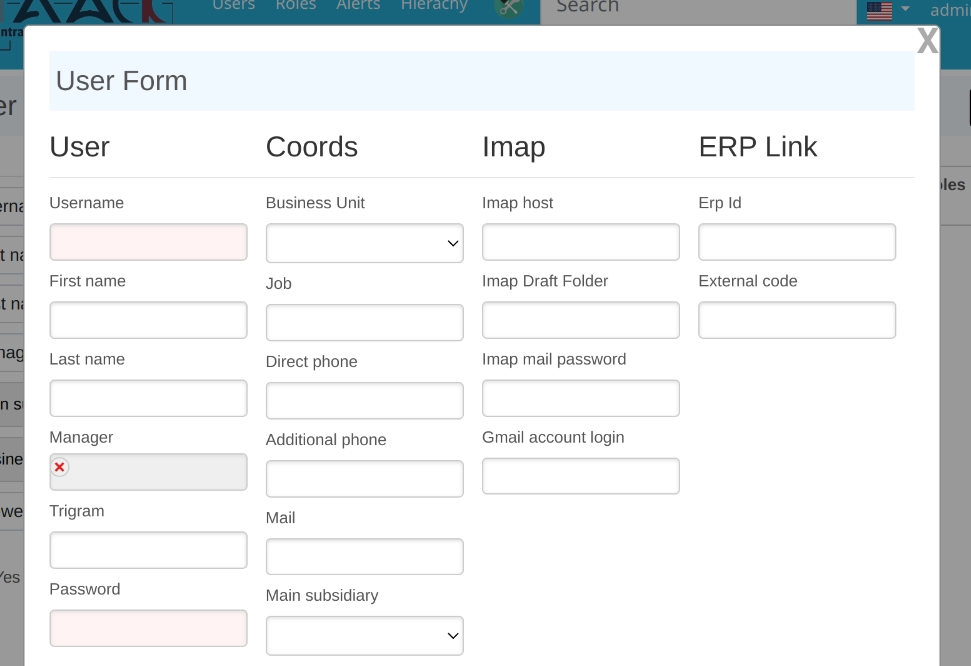 Users Roles Alerts Hierachy Search admi
ntra
User Form
X
User
Username
First name
Last name
Manager
Trigram
Password
Coords
Business Unit
Job
Direct phone
Additional phone
Mail
Main subsidiary
Imap
Imap host
Imap Draft Folder
Imap mail password
Gmail account login
ERP Link
Erp Id
External code
Yes